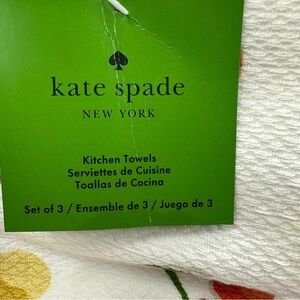 kate spade
NEW YORK
Kitchen Towels
Serviettes de Cuisine
Toallas de Cocina
Set of 3 / Ensemble de 3 / Juego de 3